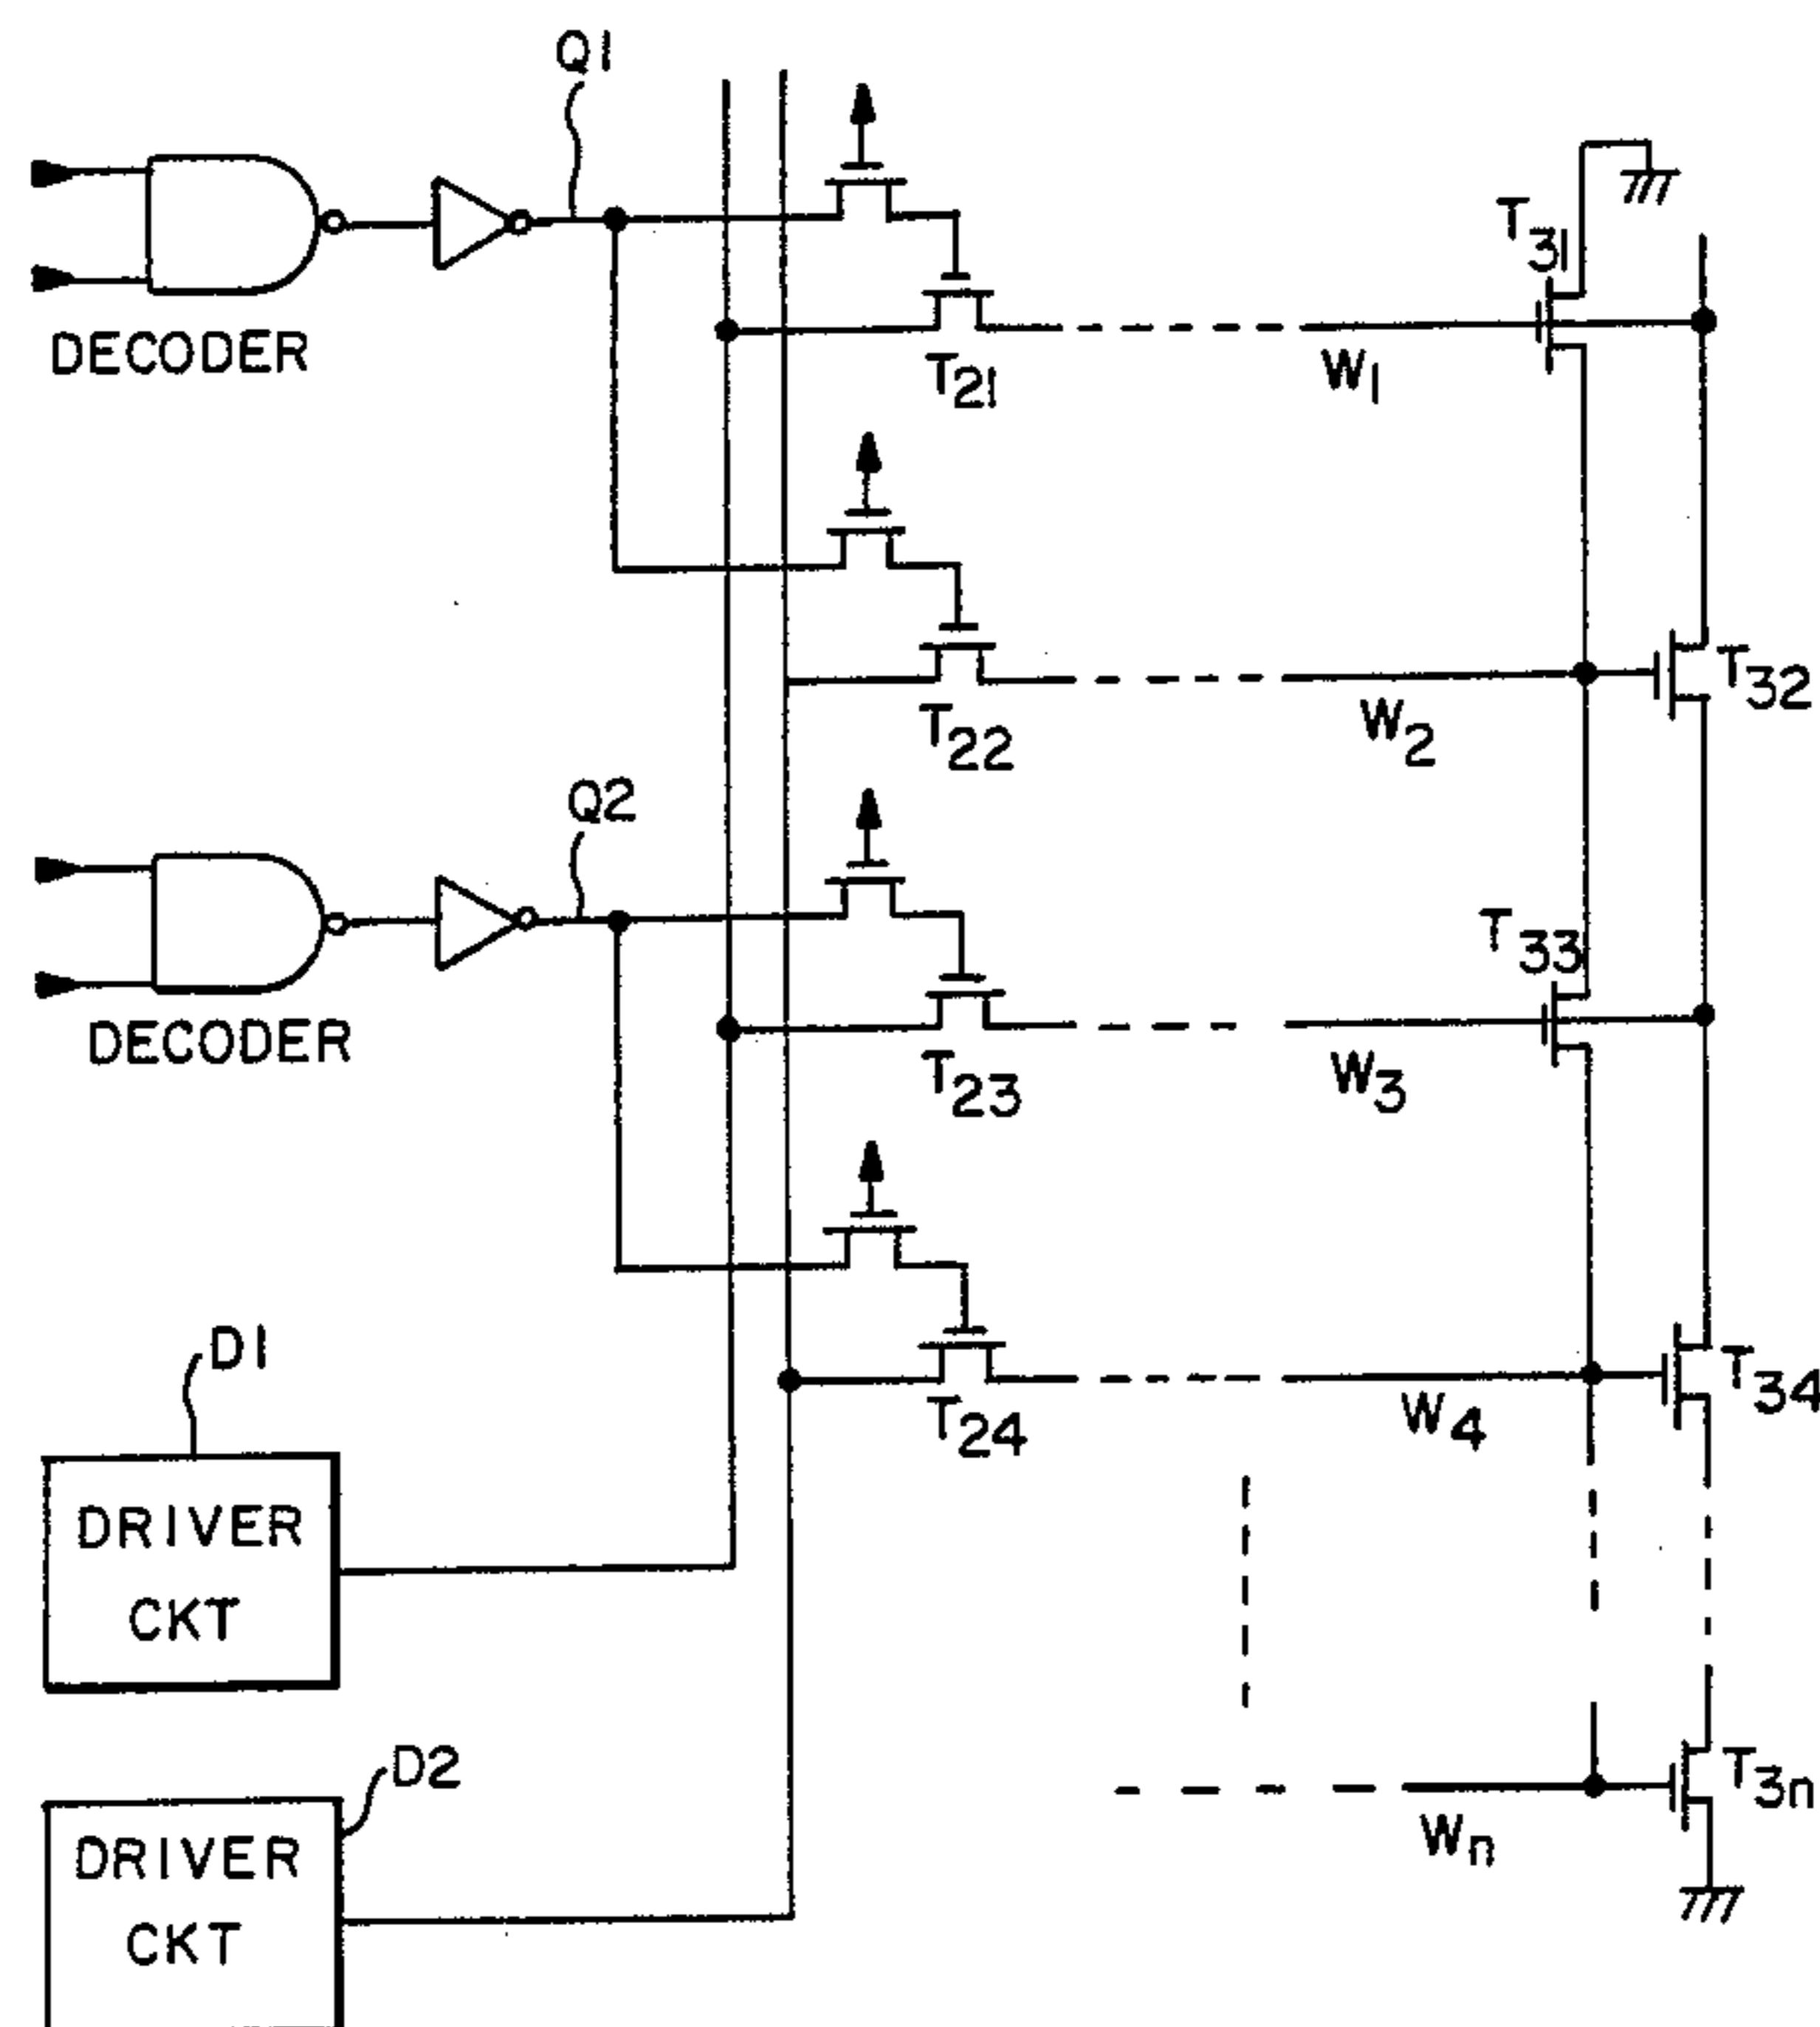 Q1
T31
DECODER
T21
W1
T32
T22
W2
Q2
T33
DECODER
T23
W3
D1
T34
T24
W4
DRIVER
CKT
D2
T3n
DRIVER
Wn
CKT